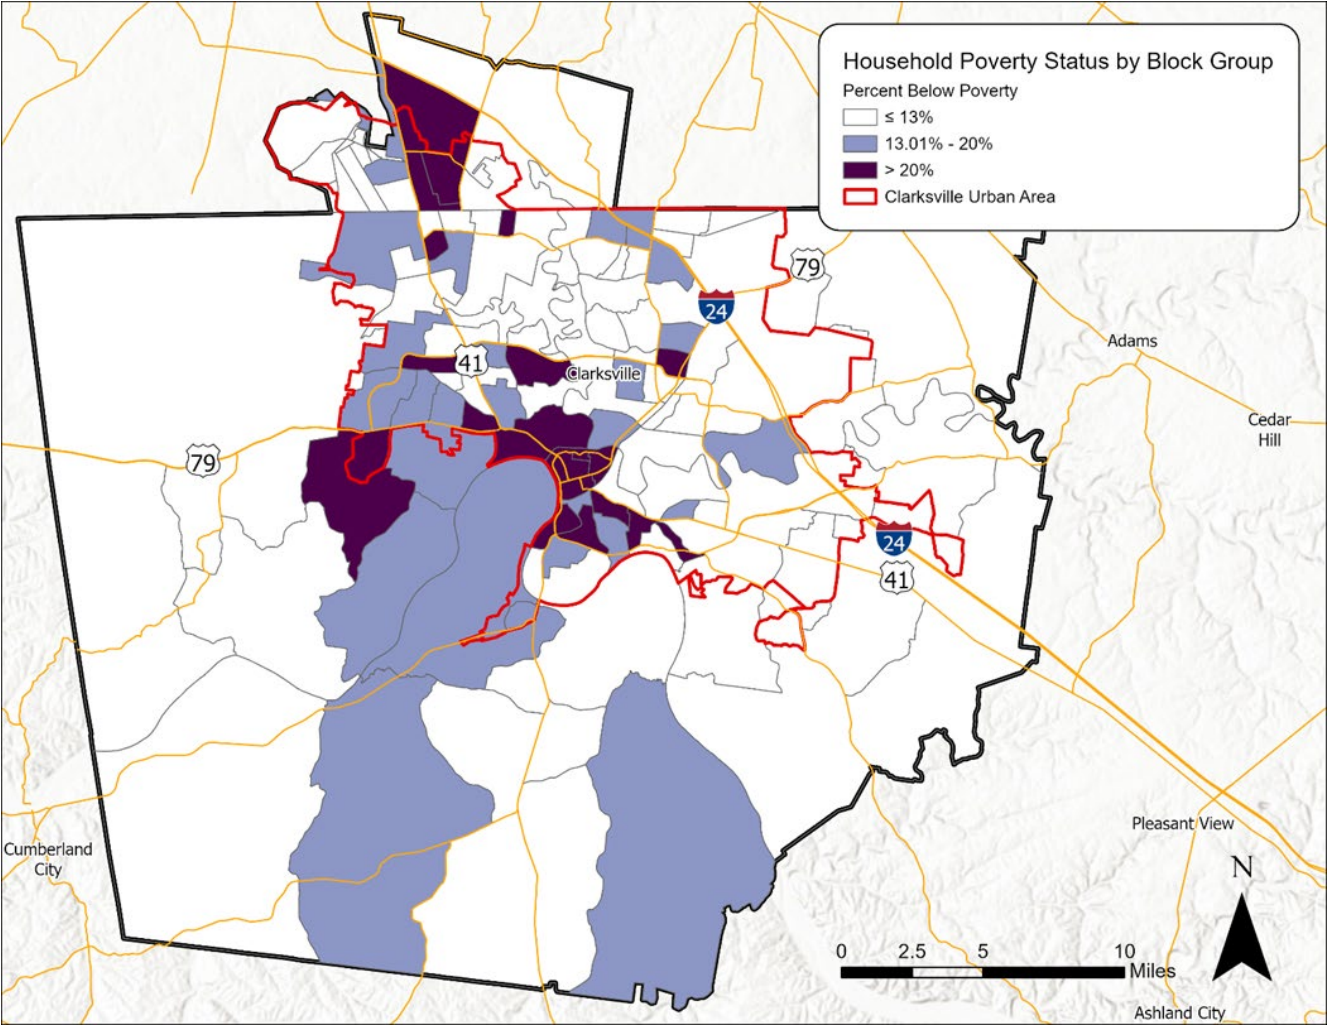 Household Poverty Status by Block Group
Percent Below Poverty
≤ 13%
13.01% - 20%
> 20%
Clarksville Urban Area
79
24
Adams
41
Clarksville
Cedar
Hill
79
24
41
Pleasant View
Cumberland
City
N
0 2.5 5 10
Miles
Ashland City